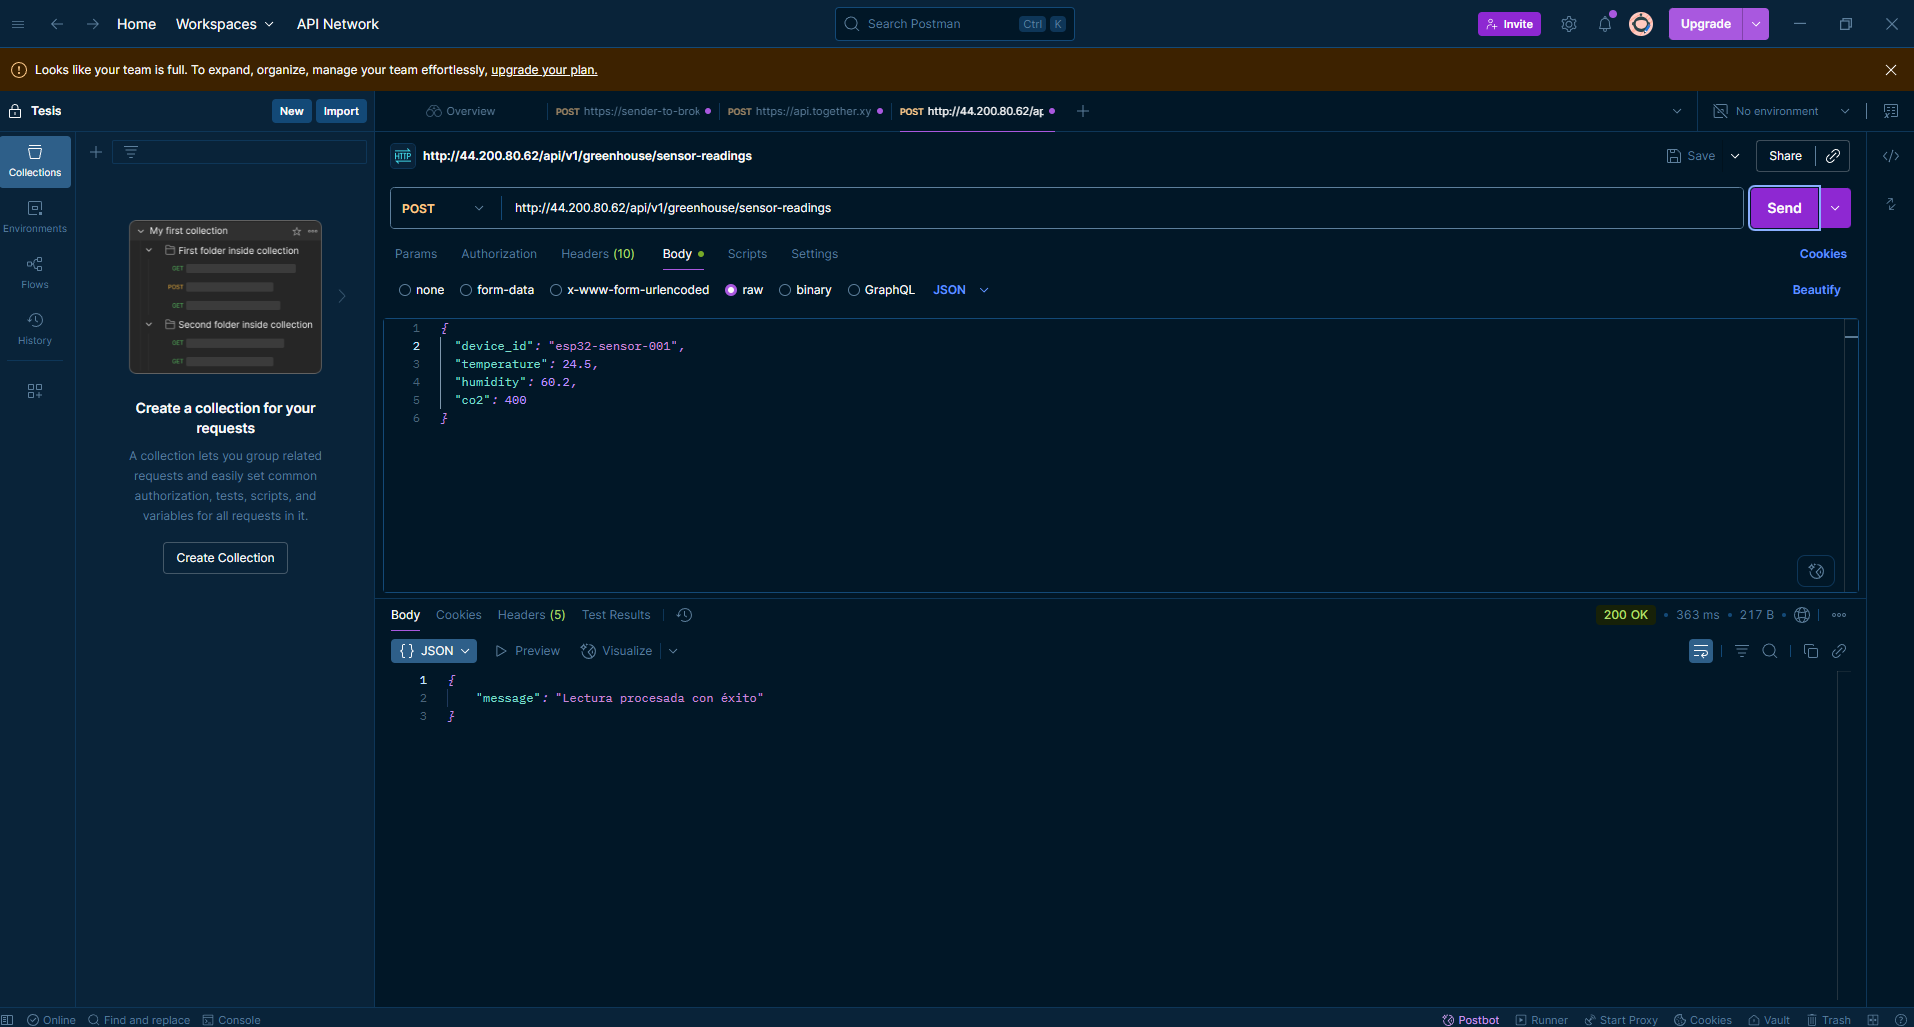 Home Workspaces API Network Search Postman Ctrl K Invite Upgrade
Looks like your team is full. To expand, organize, manage your team effortlessly, upgrade your plan.
Tesis New Import
Overview POST https://sender-to-brok POST https://api.together.xy POST http://44.200.80.62/ap No environment
Collections
Environments
Flows
History
My first collection
First folder inside collection
GET
POST
GET
Second folder inside collection
GET
GET
Create a collection for your
requests
A collection lets you group related
requests and easily set common
authorization, tests, scripts, and
variables for all requests in it.
Create Collection
HTTP http://44.200.80.62/api/v1/greenhouse/sensor-readings Save Share
POST http://44.200.80.62/api/v1/greenhouse/sensor-readings Send
Params Authorization Headers (10) Body Scripts Settings Cookies
none form-data x-www-form-urlencoded raw binary GraphQL JSON Beautify
1 {
2 "device_id": "esp32-sensor-001",
3 "temperature": 24.5,
4 "humidity": 60.2,
5 "co2": 400
6 }
Body Cookies Headers (5) Test Results 200 OK • 363 ms • 217 B
{} JSON Preview Visualize
1 {
2 "message": "Lectura procesada con éxito"
3 }
Online Find and replace Console Postbot Runner Start Proxy Cookies Vault Trash